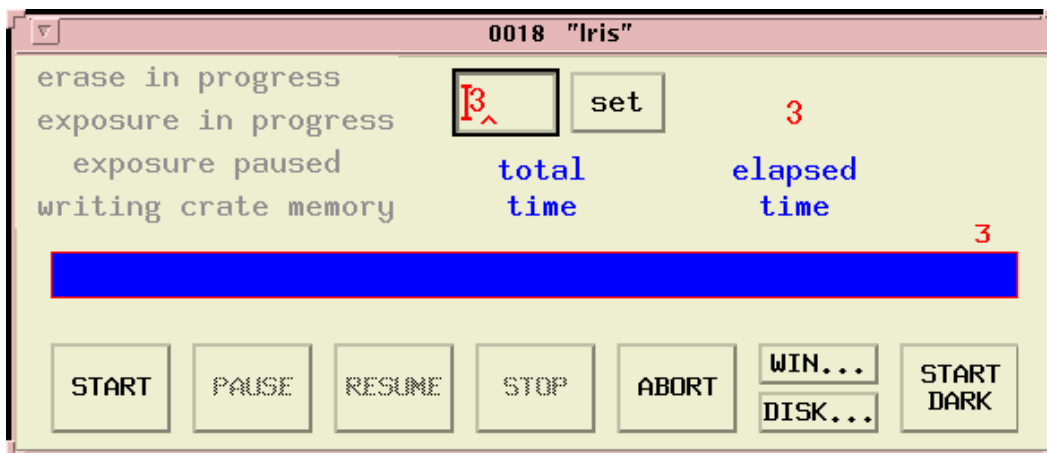 0018 "Iris"
erase in progress
exposure in progress
exposure paused
writing crate memory
3
set
3
total
time
elapsed
time
3
START
PAUSE
RESUME
STOP
ABORT
WIN...
DISK...
START
DARK